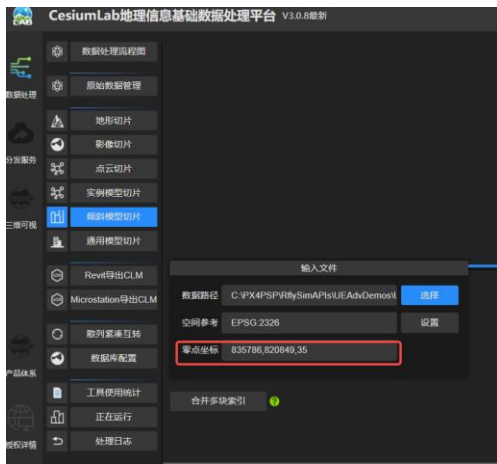 CesiumLab地理信息基础数据处理平台 V3.0.8最新
数据处理
分发服务
三维可视
产品体系
授权详情
数据处理流程图
原始数据管理
地形切片
影像切片
点云切片
实例模型切片
倾斜模型切片
通用模型切片
Revit导出CLM
Microstation导出CLM
散列紧凑互转
数据库配置
工具使用统计
正在运行
处理日志
输入文件
数据路径 C:\PX4PSP\RflySimAPIs\UEAdvDemos\ 选择
空间参考 EPSG:2326 设置
零点坐标 835786,820849,35
合并多块索引 ?